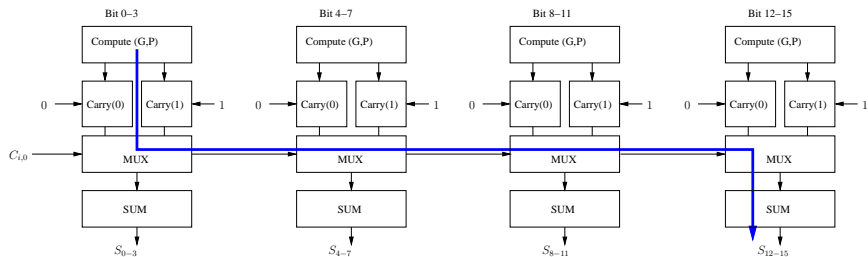 Bit 0–3 Bit 4–7 Bit 8–11 Bit 12–15
Compute (G,P) Compute (G,P) Compute (G,P) Compute (G,P)
0 Carry(0) Carry(1) 1 0 Carry(0) Carry(1) 1 0 Carry(0) Carry(1) 1 0 Carry(0) Carry(1) 1
C_{i,0} MUX MUX MUX MUX
SUM SUM SUM SUM
S_{0–3} S_{4–7} S_{8–11} S_{12–15}